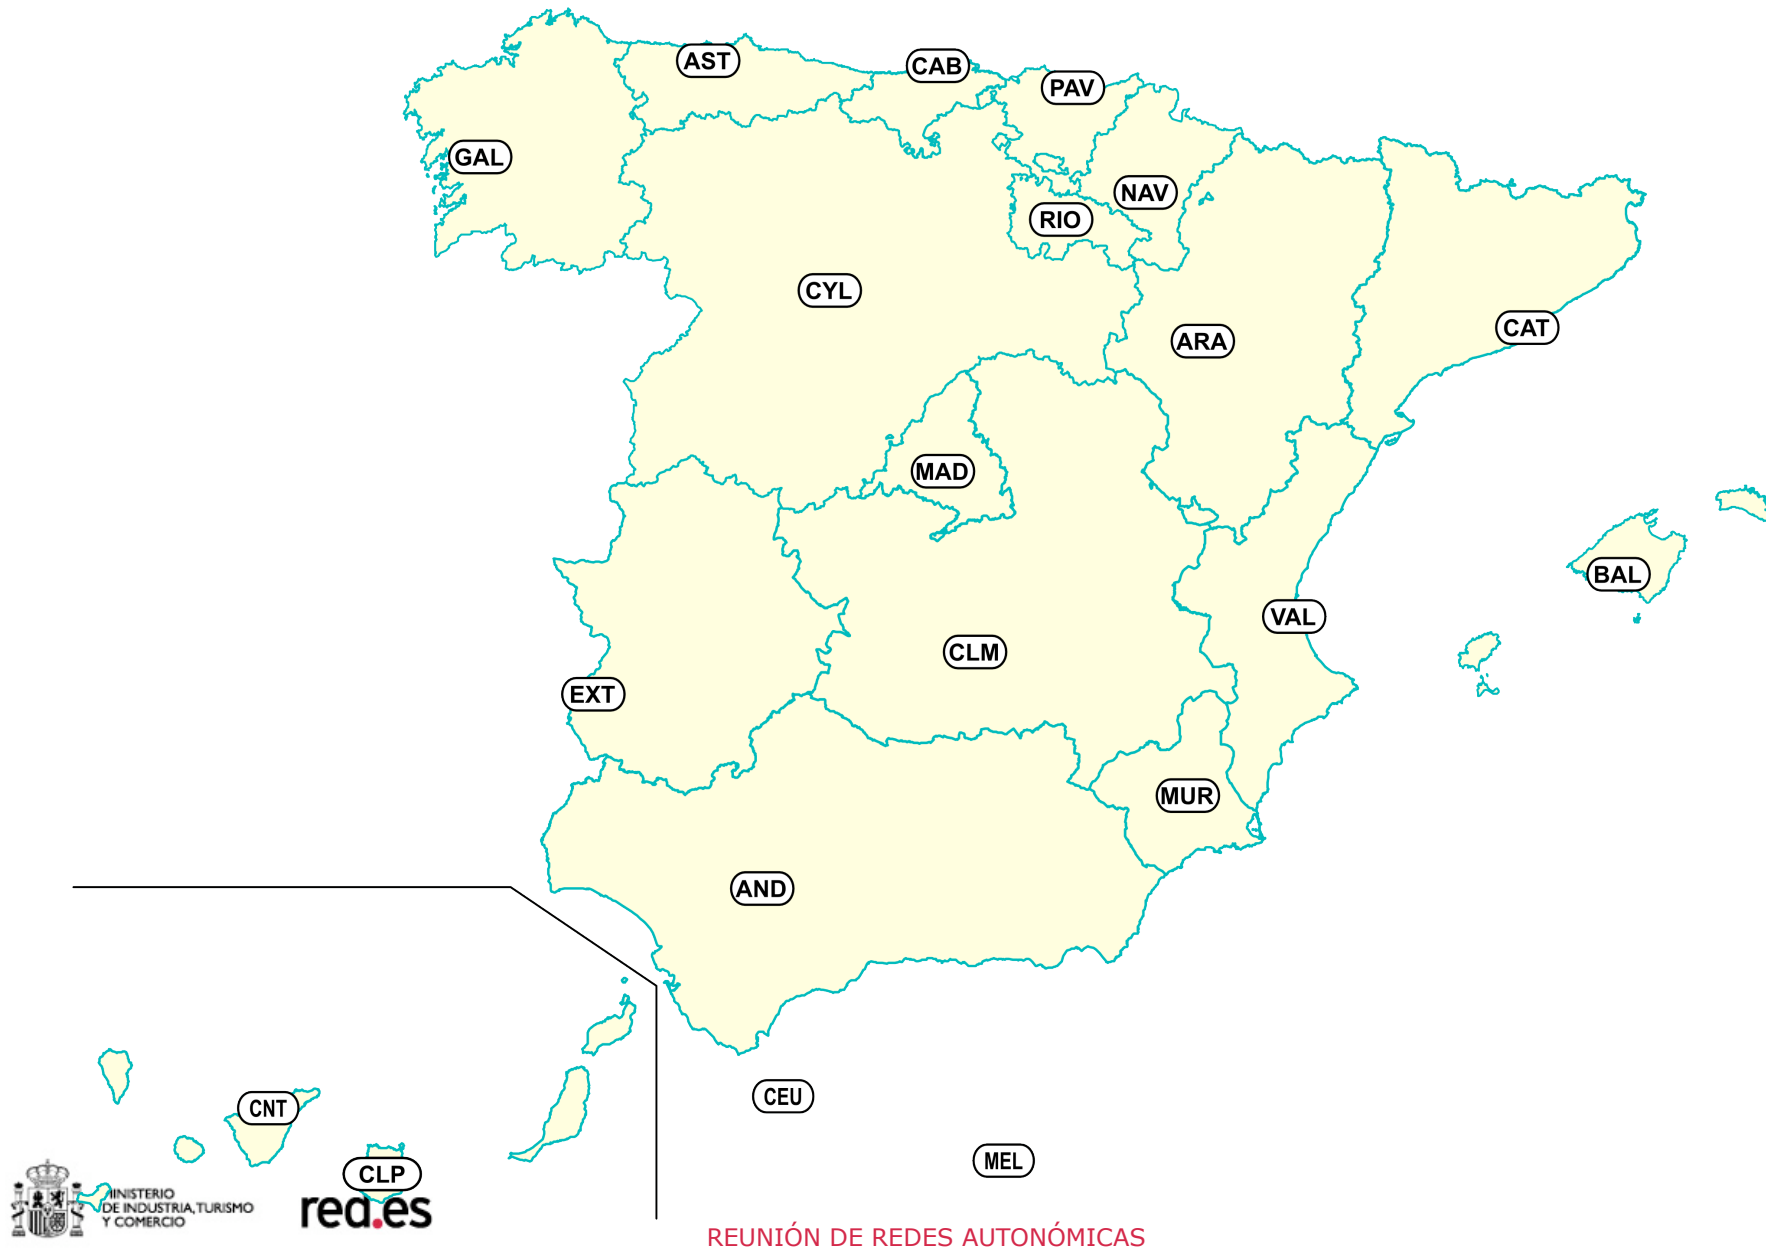 AST
CAB
PAV
GAL
NAV
RIO
CYL
CAT
ARA
MAD
BAL
VAL
CLM
EXT
MUR
AND
CEU
CNT
MEL
CLP
MINISTERIO
DE INDUSTRIA, TURISMO
Y COMERCIO
red.es
REUNIÓN DE REDES AUTONÓMICAS